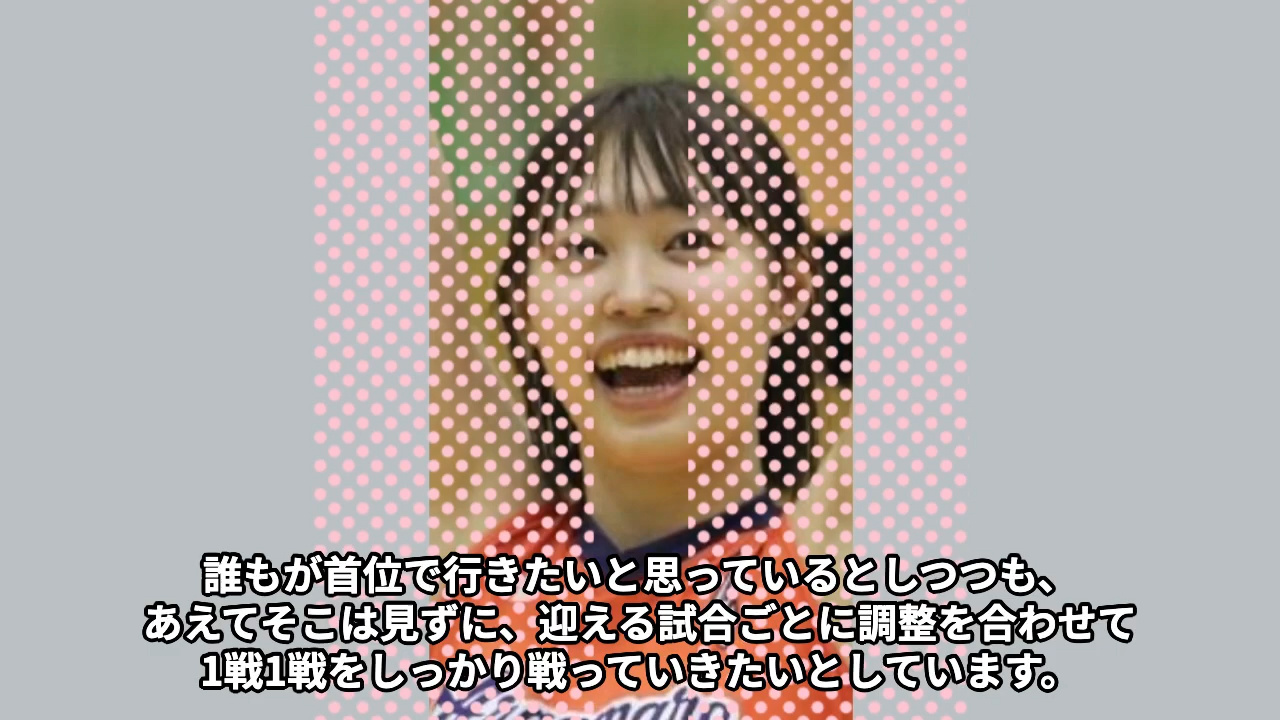 誰もが首位で行きたいと思っているとしつつも、
あえてそこは見ずに、迎える試合ごとに調整を合わせて
1戦1戦をしっかり戦っていきたいとしています。